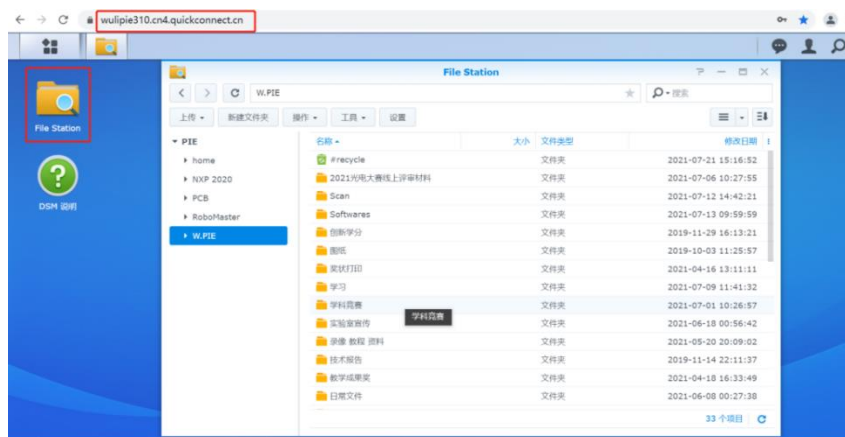 wulipie310.cn4.quickconnect.cn
File Station
W.PIE
搜索
上传
新建文件夹
操作
工具
设置
File Station
DSM 说明
PIE
home
NXP 2020
PCB
RoboMaster
W.PIE
名称 大小 文件类型 修改日期
#recycle 文件夹 2021-07-21 15:16:52
2021光电大赛线上评审材料 文件夹 2021-07-06 10:27:55
Scan 文件夹 2021-07-12 14:42:21
Softwares 文件夹 2021-07-13 09:59:59
创新学分 文件夹 2019-11-29 16:13:21
图纸 文件夹 2019-10-03 11:25:57
奖状打印 文件夹 2021-04-16 13:11:11
学习 文件夹 2021-07-09 11:41:32
学科竞赛 文件夹 2021-07-01 10:26:57
学科竞赛
实验室宣传 文件夹 2021-06-18 00:56:42
录像 教程 资料 文件夹 2021-05-20 20:09:02
技术报告 文件夹 2019-11-14 22:11:37
教学成果奖 文件夹 2021-04-18 16:33:49
日常文件 文件夹 2021-06-08 00:27:38
33 个项目